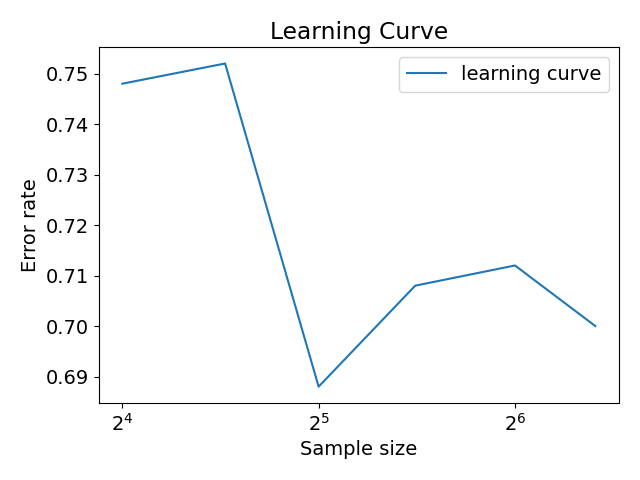 Learning Curve
learning curve
Error rate
0.75
0.74
0.73
0.72
0.71
0.70
0.69
2⁴
2⁵
2⁶
Sample size